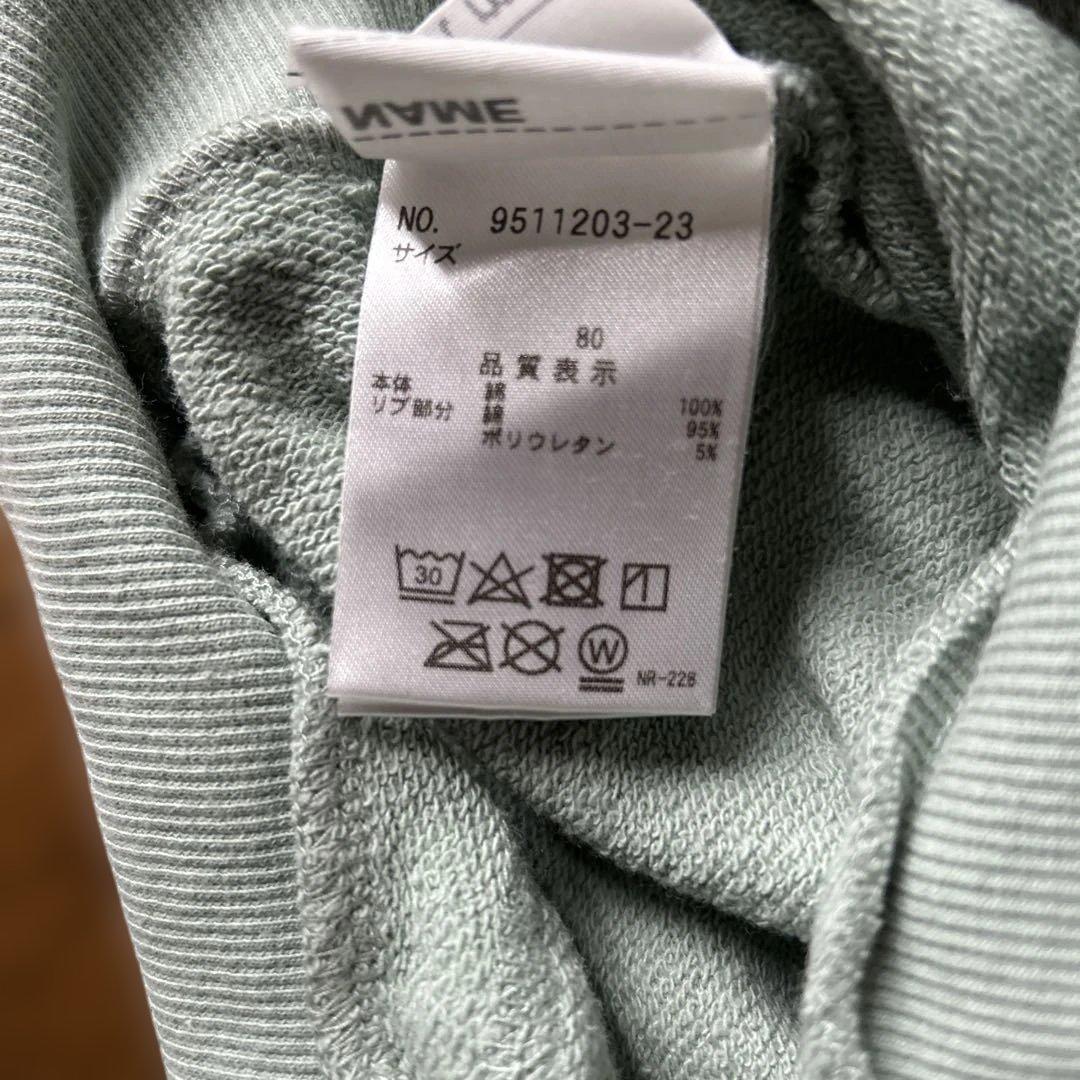 NAME
NO. 9511203-23
サイズ
80
品質表示
本体 綿 100%
リブ部分 綿 95%
ポリウレタン 5%
30
W
NR-228